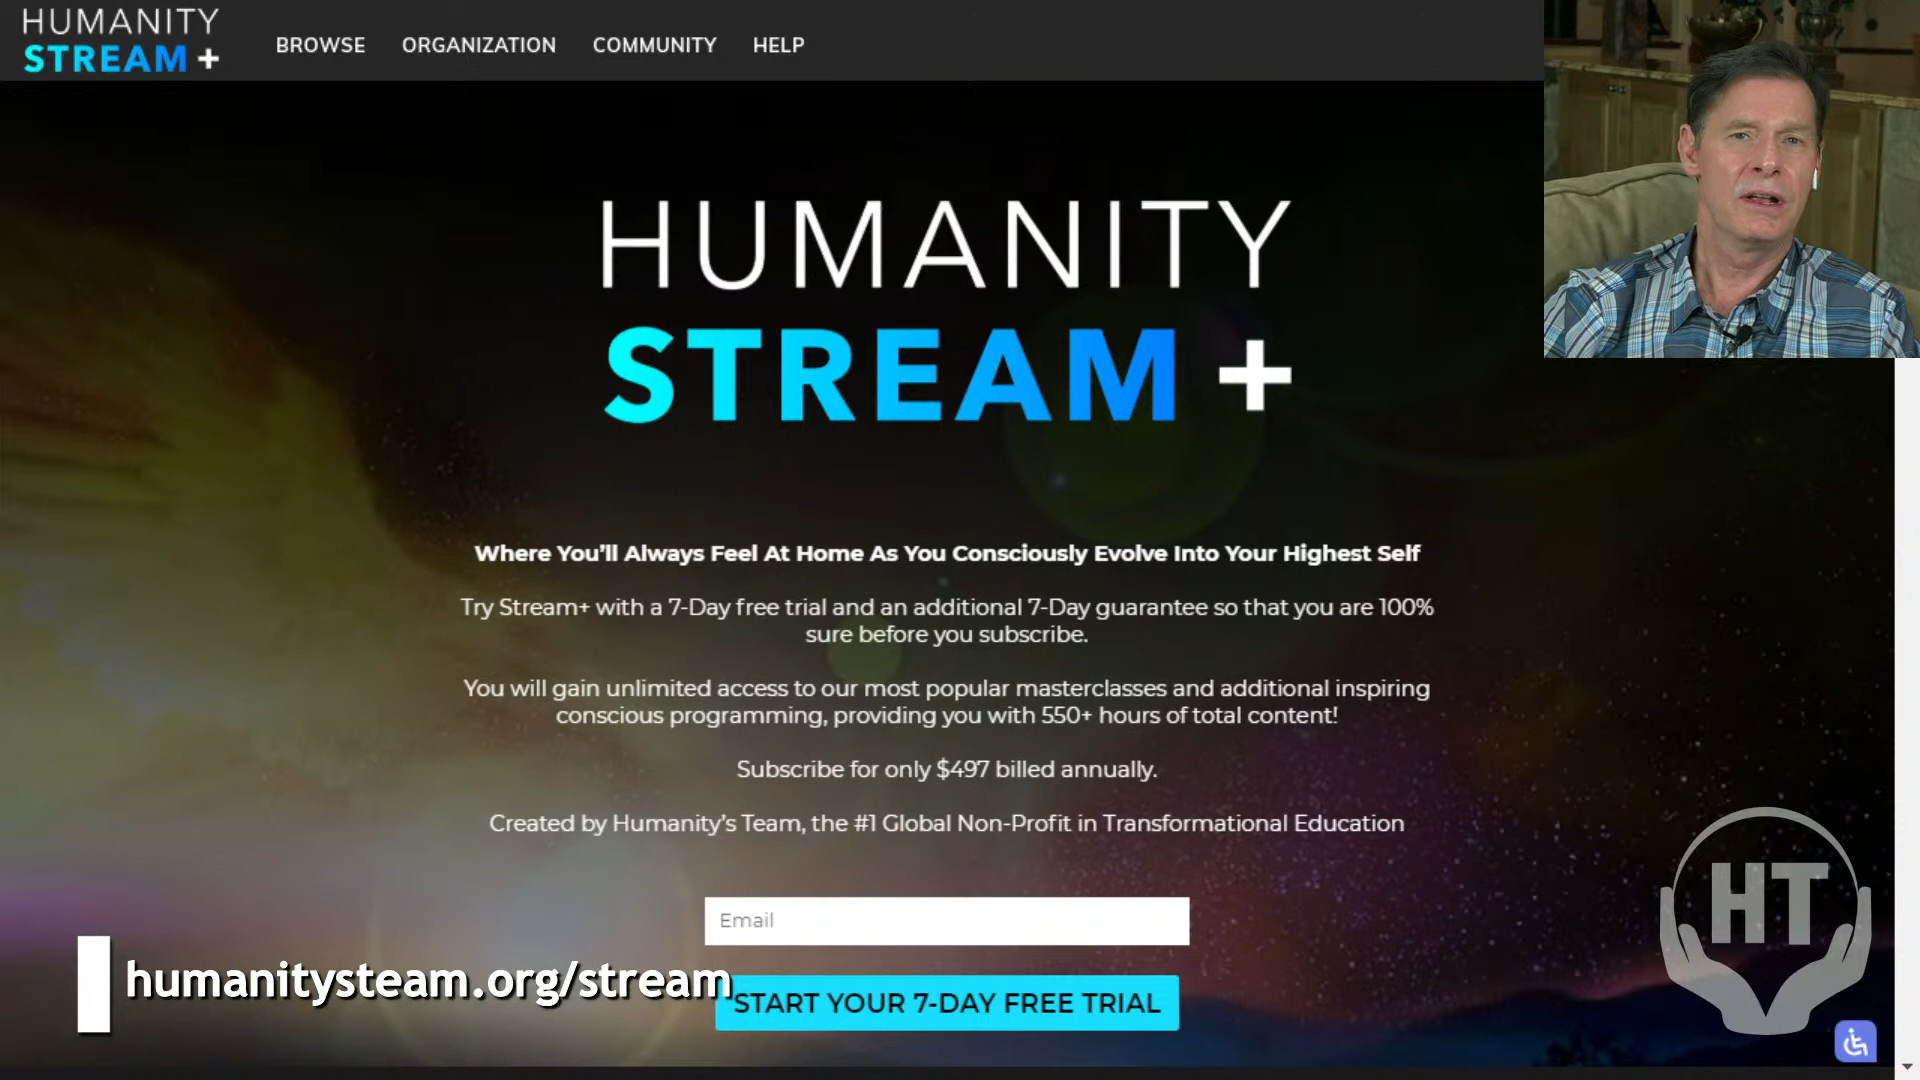 HUMANITY
STREAM +
BROWSE ORGANIZATION COMMUNITY HELP
HUMANITY
STREAM +
Where You'll Always Feel At Home As You Consciously Evolve Into Your Highest Self
Try Stream+ with a 7-Day free trial and an additional 7-Day guarantee so that you are 100%
sure before you subscribe.
You will gain unlimited access to our most popular masterclasses and additional inspiring
conscious programming, providing you with 550+ hours of total content!
Subscribe for only $497 billed annually.
Created by Humanity's Team, the #1 Global Non-Profit in Transformational Education
Email
humanitysteam.org/stream
START YOUR 7-DAY FREE TRIAL
HT